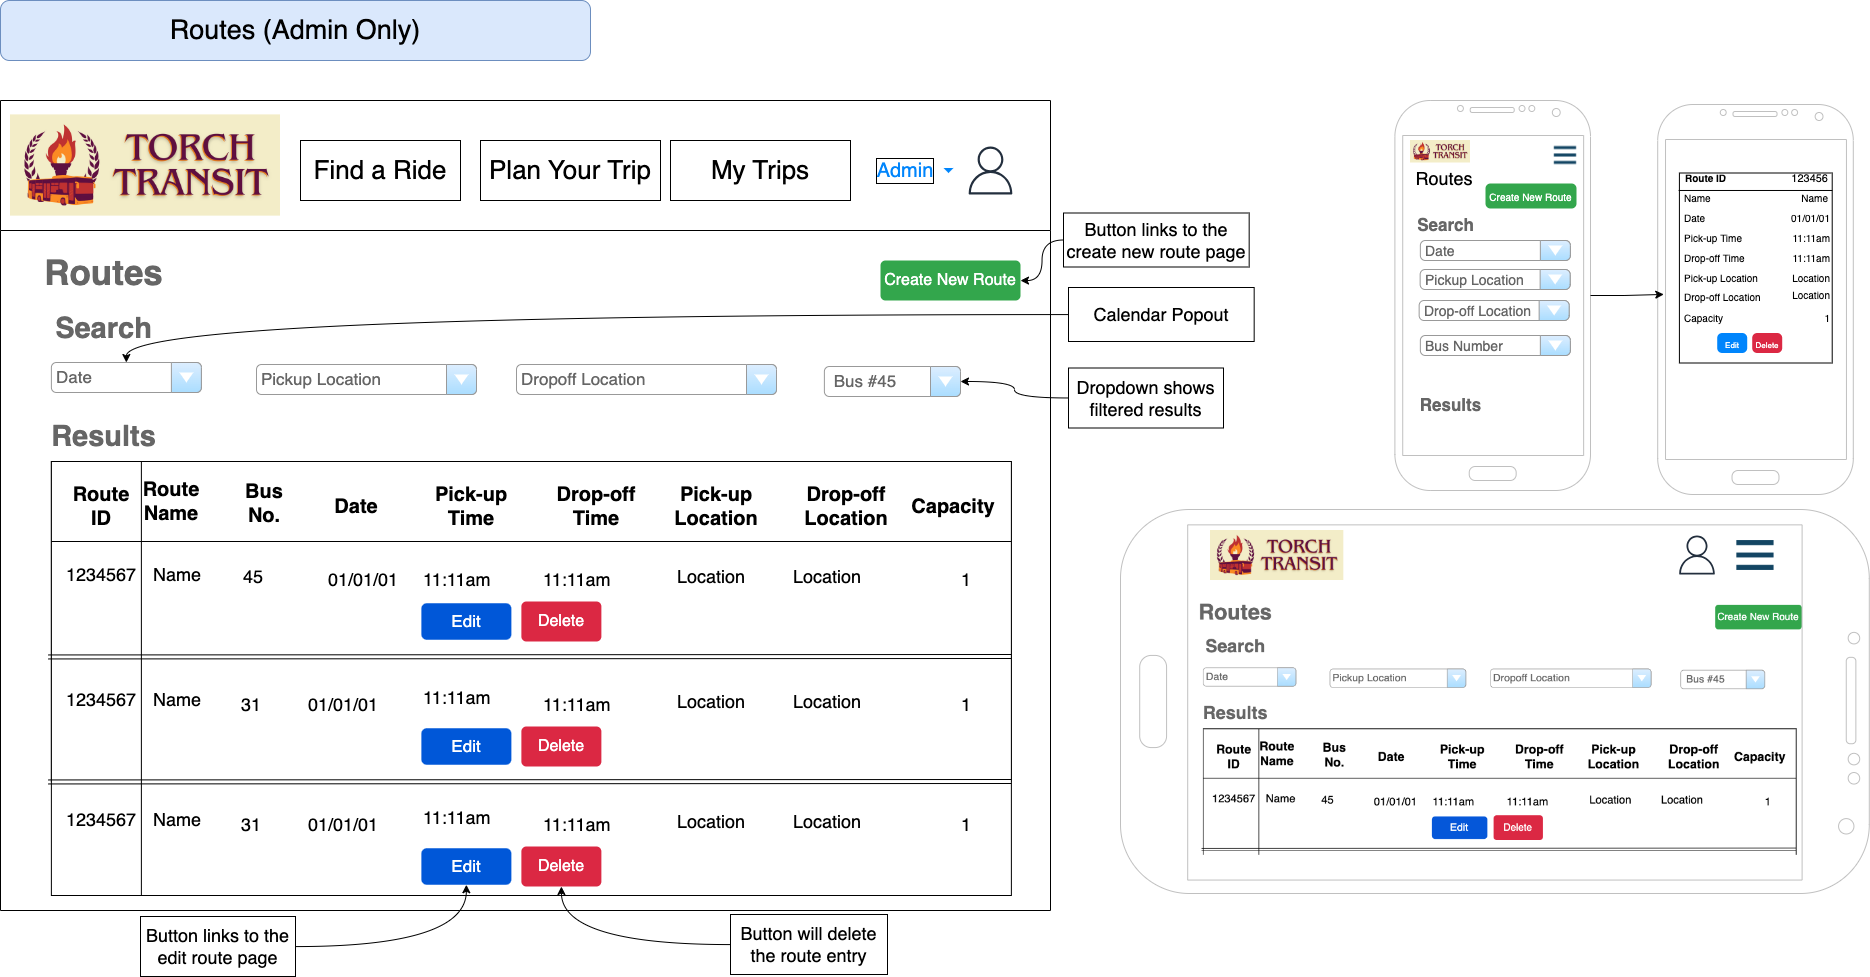 Routes (Admin Only)
TORCH
TRANSIT
Find a Ride
Plan Your Trip
My Trips
Admin
Button links to the
create new route page
Routes
Create New Route
Calendar Popout
Search
Date
Pickup Location
Dropoff Location
Bus #45
Dropdown shows
filtered results
Results
Route
ID
Route
Name
Bus
No.
Date
Pick-up
Time
Drop-off
Time
Pick-up
Location
Drop-off
Location
Capacity
1234567
Name
45
01/01/01
11:11am
11:11am
Location
Location
1
Edit
Delete
1234567
Name
31
01/01/01
11:11am
11:11am
Location
Location
1
Edit
Delete
1234567
Name
31
01/01/01
11:11am
11:11am
Location
Location
1
Edit
Delete
Button links to the
edit route page
Button will delete
the route entry
TORCH
TRANSIT
Routes
Create New Route
Search
Date
Pickup Location
Drop-off Location
Bus Number
Results
Route ID 123456
Name Name
Date 01/01/01
Pick-up Time 11:11am
Drop-off Time 11:11am
Pick-up Location Location
Drop-off Location Location
Capacity 1
Edit
Delete
TORCH
TRANSIT
Routes
Create New Route
Search
Date
Pickup Location
Dropoff Location
Bus #45
Results
Route
ID
Route
Name
Bus
No.
Date
Pick-up
Time
Drop-off
Time
Pick-up
Location
Drop-off
Location
Capacity
1234567
Name
45
01/01/01
11:11am
11:11am
Location
Location
1
Edit
Delete